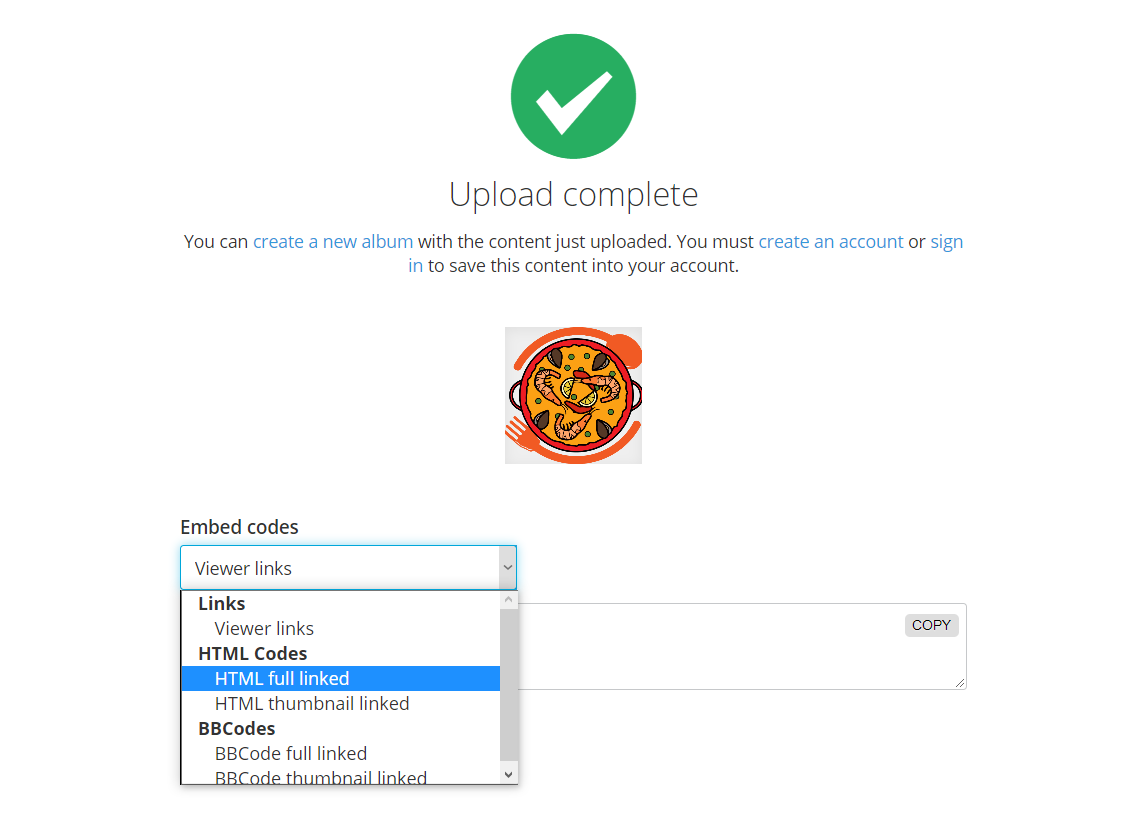 Upload complete
You can create a new album with the content just uploaded. You must create an account or sign
in to save this content into your account.
Embed codes
Viewer links
Links
Viewer links
HTML Codes
HTML full linked
HTML thumbnail linked
BBCodes
BBCode full linked
BBCode thumbnail linked
COPY